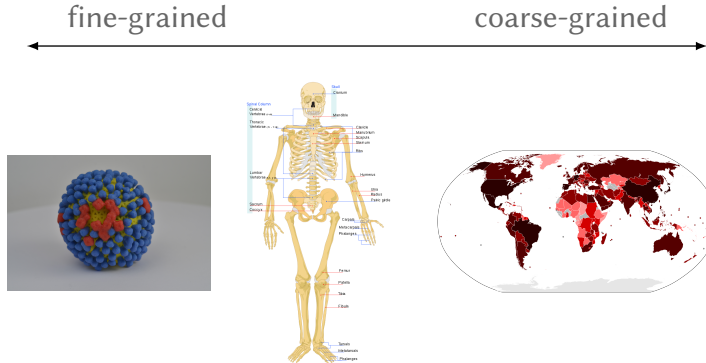 fine-grained
coarse-grained
Skull
Cranium
Mandible
Spinal Column
Cervical
Vertebrae
Thoracic
Vertebrae
Lumbar
Vertebrae
Sacrum
Coccyx
Clavicle
Manubrium
Scapula
Sternum
Ribs
Humerus
Ulna
Radius
Pelvic girdle
Carpals
Metacarpals
Phalanges
Femur
Patella
Tibia
Fibula
Tarsals
Metatarsals
Phalanges